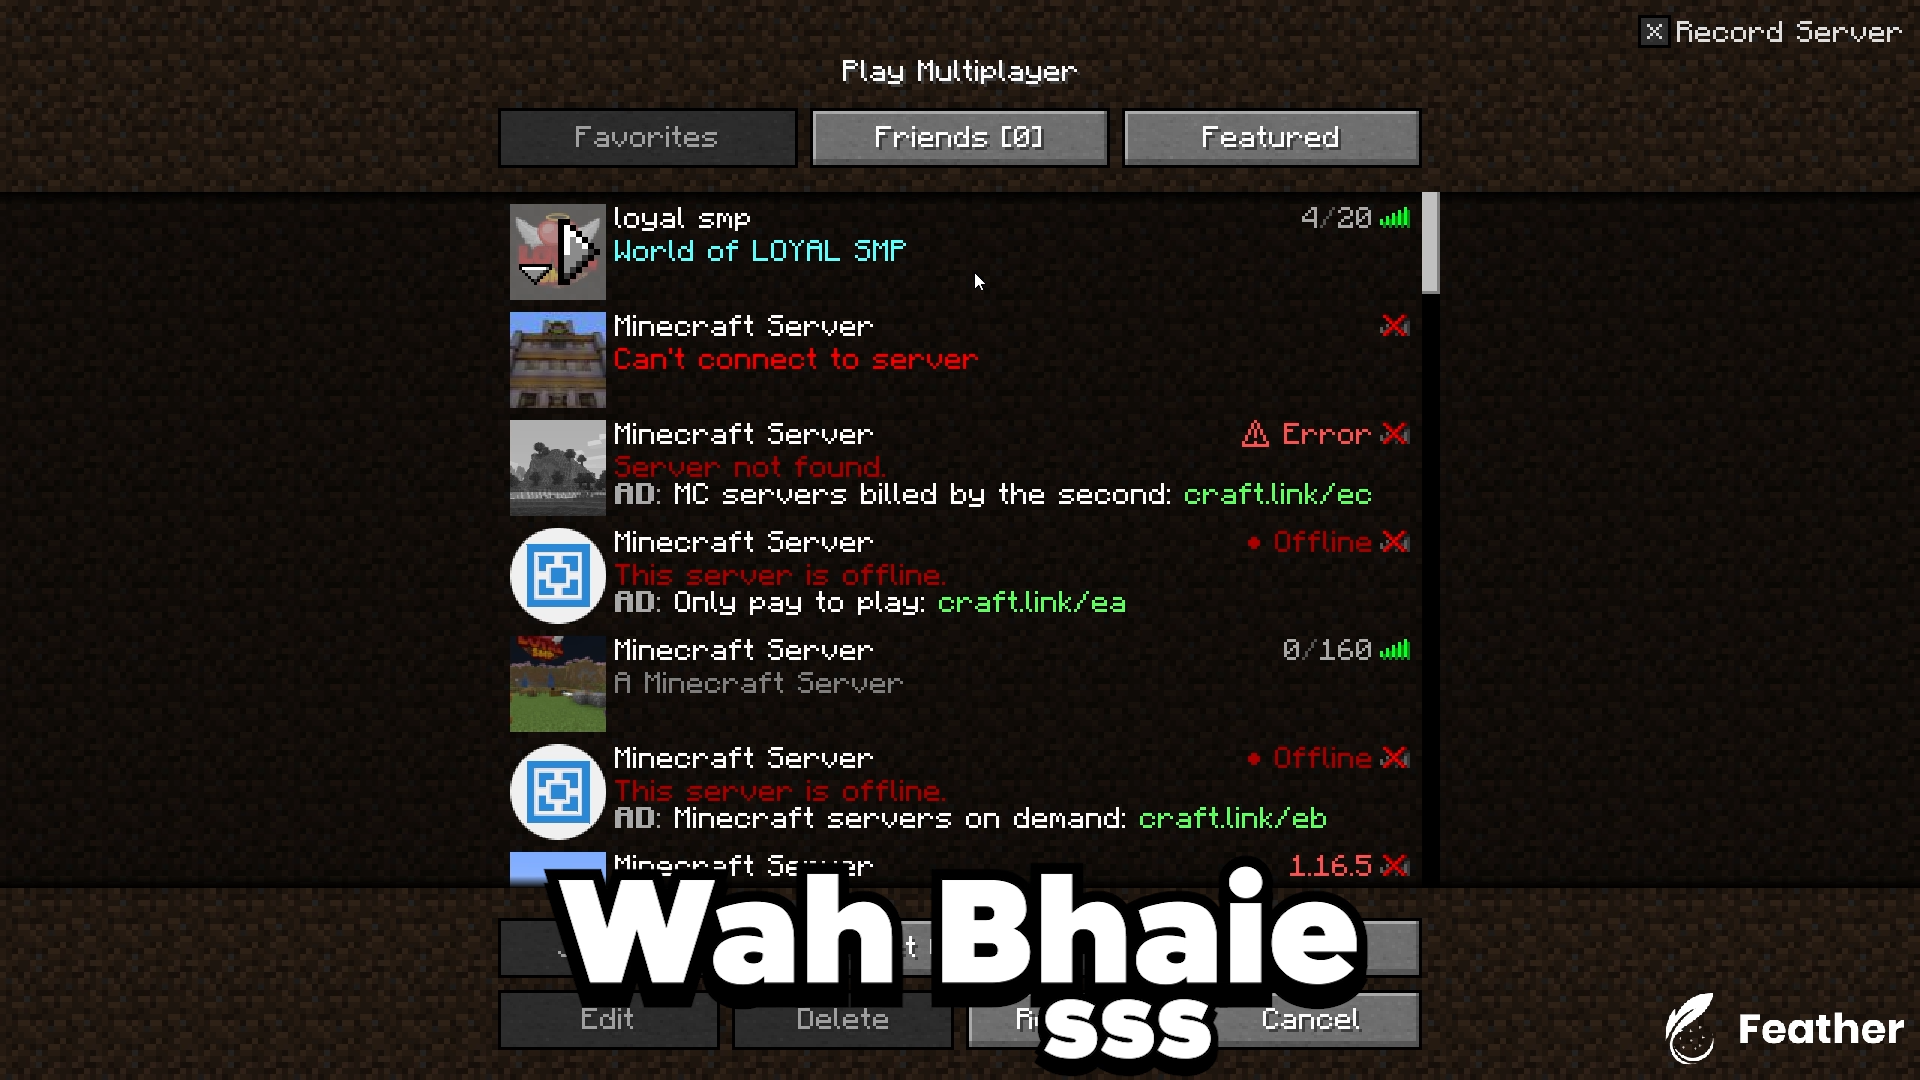 Record Server
Play Multiplayer
Favorites
Friends [0]
Featured
loyal smp
4/20
World of LOYAL SMP
Minecraft Server
Can't connect to server
Minecraft Server
Error
Server not found.
AD: MC servers billed by the second: craft.link/ec
Minecraft Server
Offline
This server is offline.
AD: Only pay to play: craft.link/ea
Minecraft Server
0/160
A Minecraft Server
Minecraft Server
Offline
This server is offline.
AD: Minecraft servers on demand: craft.link/eb
Minecraft Server
1.16.5
Wah Bhaie
sss
Edit
Delete
Cancel
Feather